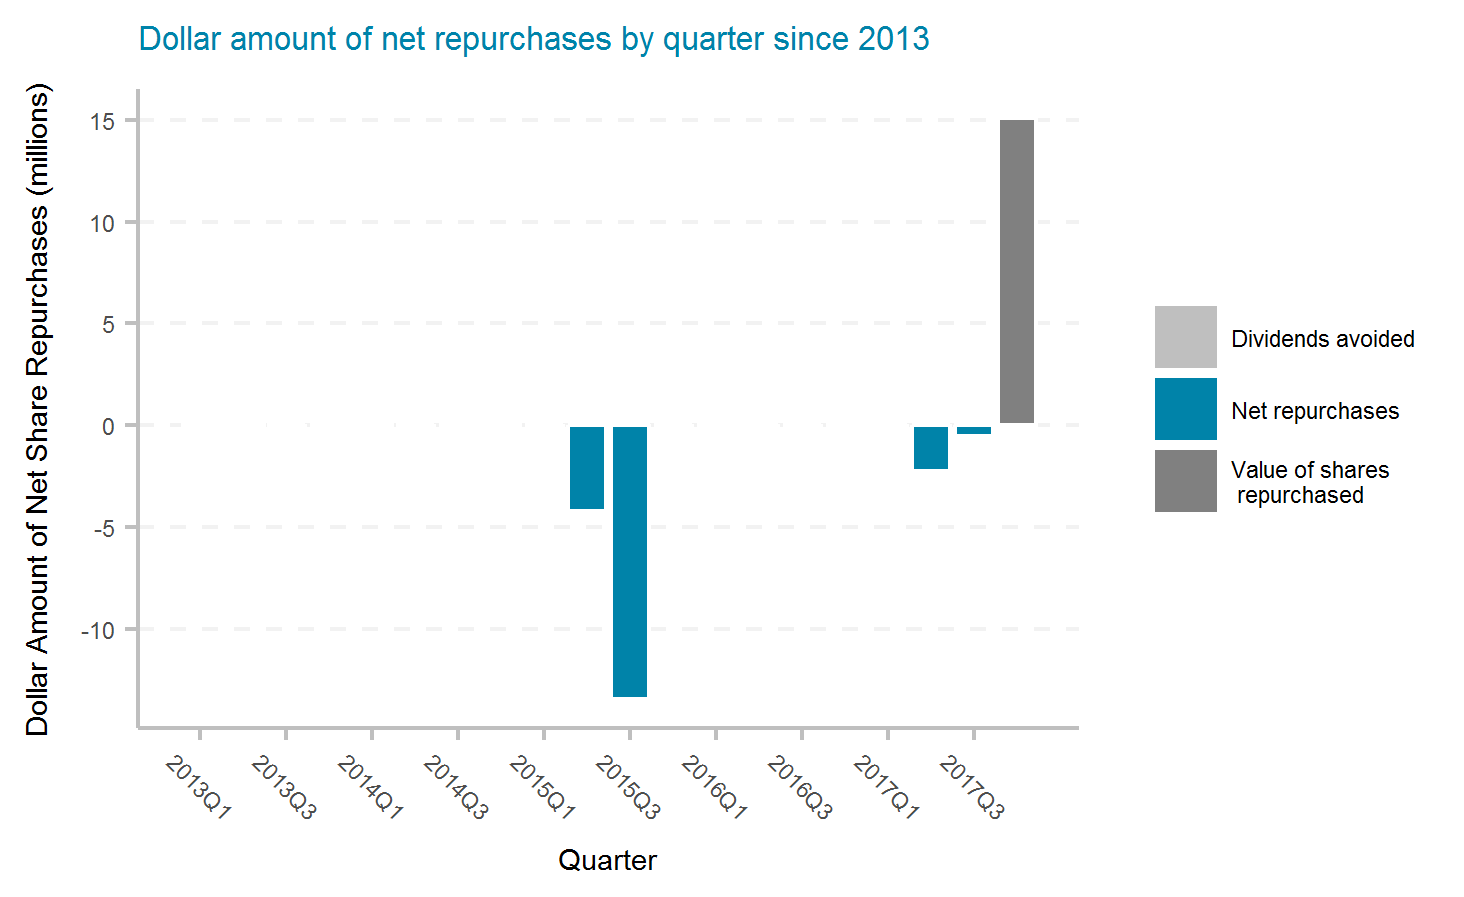 Dollar amount of net repurchases by quarter since 2013
Dollar Amount of Net Share Repurchases (millions)
15
10
5
0
-5
-10
2013Q1
2013Q3
2014Q1
2014Q3
2015Q1
2015Q3
2016Q1
2016Q3
2017Q1
2017Q3
Quarter
Dividends avoided
Net repurchases
Value of shares
repurchased